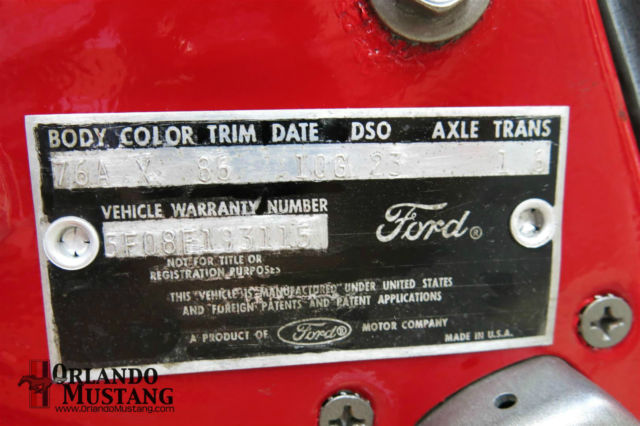 BODY COLOR TRIM DATE DSO AXLE TRANS
76A X 86 10G 23 1 6
VEHICLE WARRANTY NUMBER
5F08F193115
Ford®
NOT FOR TITLE OR
REGISTRATION PURPOSES
THIS VEHICLE IS MANUFACTURED UNDER UNITED STATES
AND FOREIGN PATENTS AND PATENT APPLICATIONS
A PRODUCT OF Ford® MOTOR COMPANY
MADE IN U.S.A.
ORLANDO
MUSTANG
www.OrlandoMustang.com